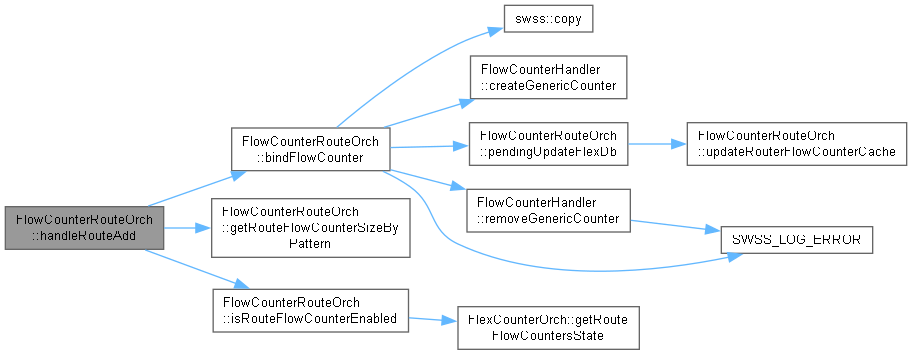 swss::copy
FlowCounterHandler
::createGenericCounter
FlowCounterRouteOrch
::bindFlowCounter
FlowCounterRouteOrch
::pendingUpdateFlexDb
FlowCounterRouteOrch
::updateRouterFlowCounterCache
FlowCounterHandler
::removeGenericCounter
FlowCounterRouteOrch
::handleRouteAdd
FlowCounterRouteOrch
::getRouteFlowCounterSizeBy
Pattern
SWSS_LOG_ERROR
FlowCounterRouteOrch
::isRouteFlowCounterEnabled
FlexCounterOrch::getRoute
FlowCountersState